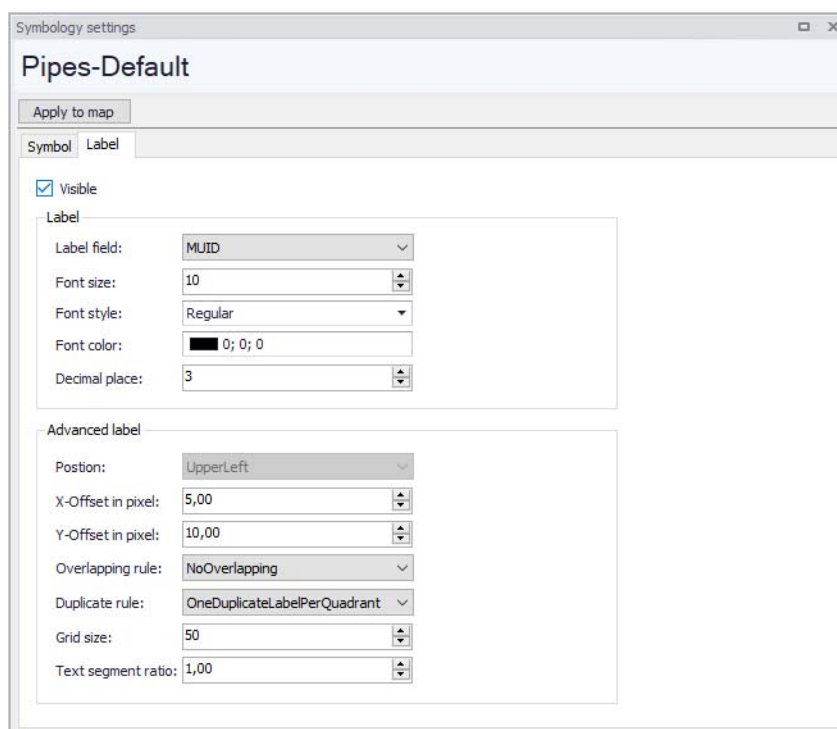 Symbology settings
Pipes-Default
Apply to map
Symbol Label
Visible
Label
Label field: MUID
Font size: 10
Font style: Regular
Font color: 0; 0; 0
Decimal place: 3
Advanced label
Postion: UpperLeft
X-Offset in pixel: 5,00
Y-Offset in pixel: 10,00
Overlapping rule: NoOverlapping
Duplicate rule: OneDuplicateLabelPerQuadrant
Grid size: 50
Text segment ratio: 1,00